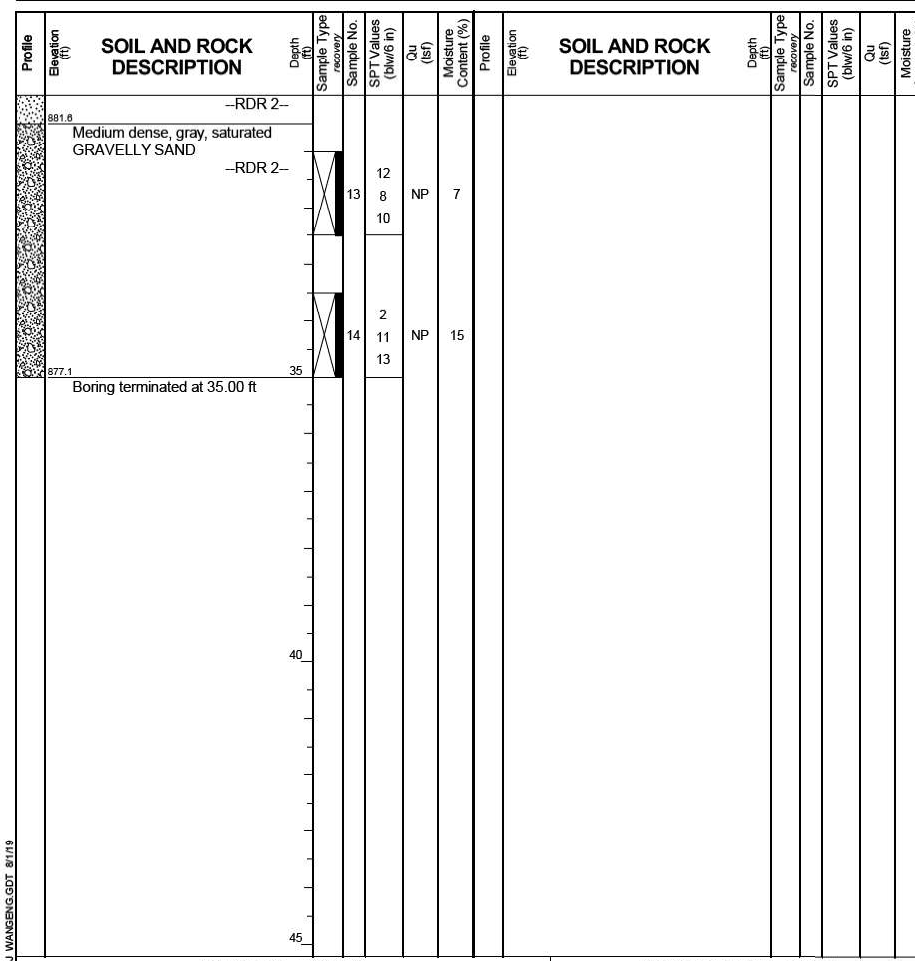 Profile
Elevation
(ft)
SOIL AND ROCK
DESCRIPTION
Depth
(ft)
Sample Type
recovery
Sample No.
SPT Values
(blw/6 in)
Qu
(tsf)
Moisture
Content (%)
Profile
Elevation
(ft)
SOIL AND ROCK
DESCRIPTION
Depth
(ft)
Sample Type
recovery
Sample No.
SPT Values
(blw/6 in)
Qu
(tsf)
Moisture
--RDR 2--
881.6
Medium dense, gray, saturated
GRAVELLY SAND
--RDR 2--
12
13 8 NP 7
10
2
14 11 NP 15
13
877.1 35
Boring terminated at 35.00 ft
40
45
WANGENG.GDT 8/1/19